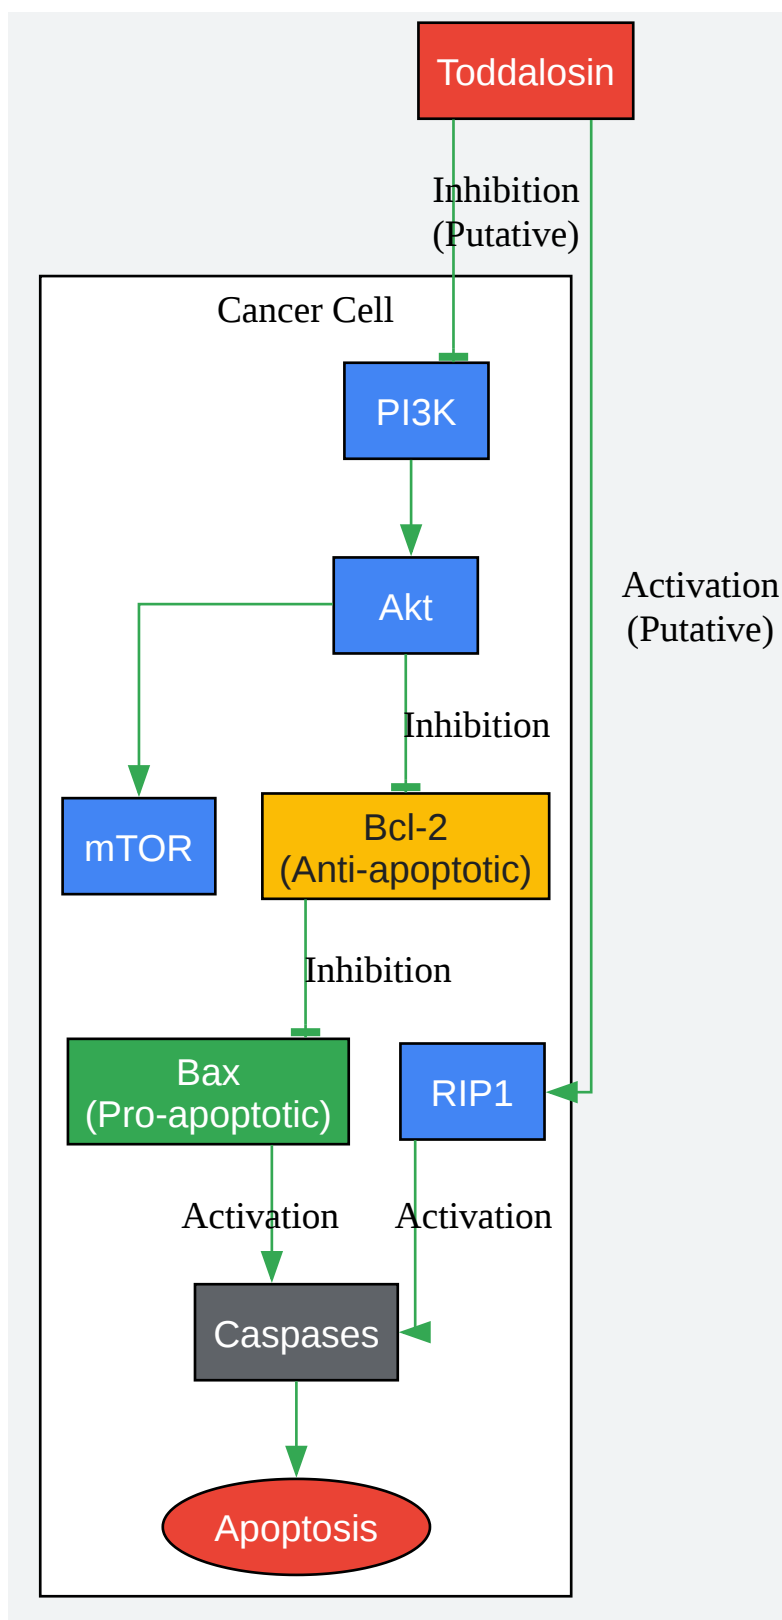 Toddalosin
Inhibition
(Putative)
Cancer Cell
PI3K
Akt
Activation
(Putative)
Inhibition
mTOR
Bcl-2
(Anti-apoptotic)
Inhibition
Bax
(Pro-apoptotic)
RIP1
Activation
Activation
Caspases
Apoptosis